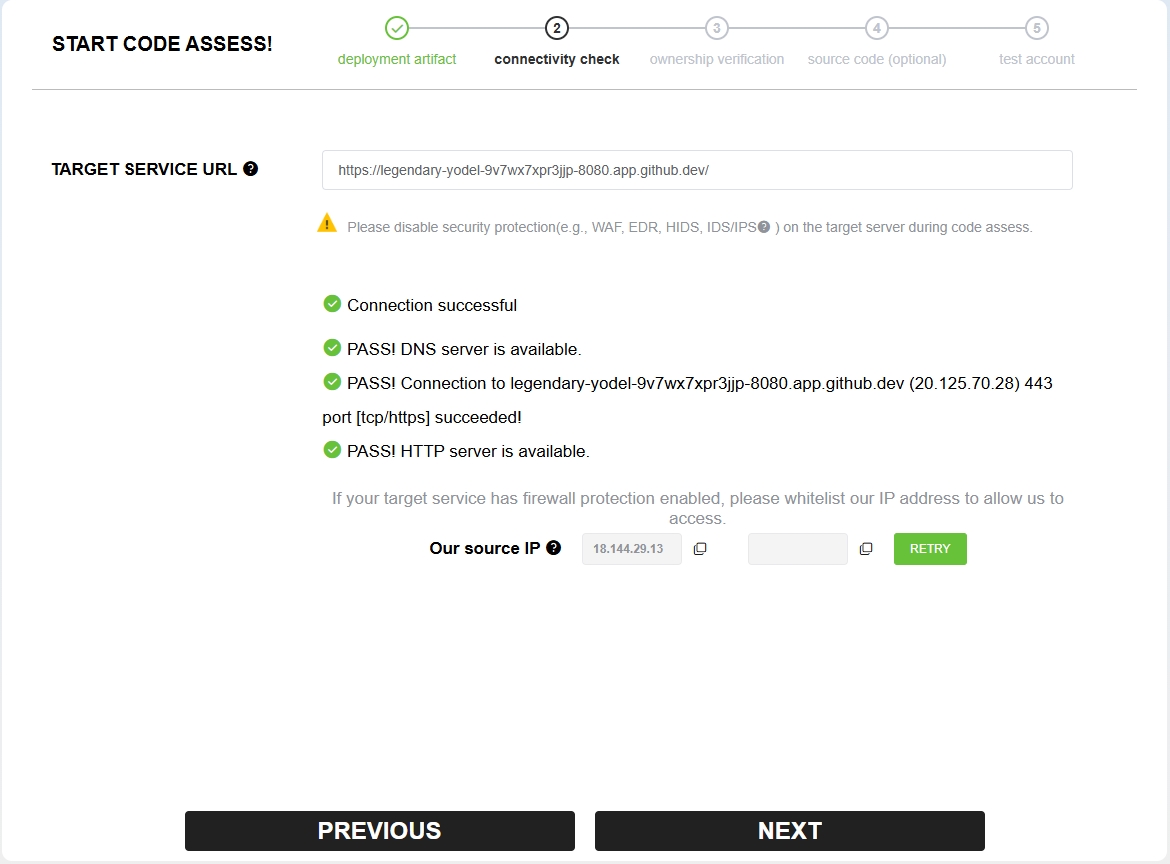 START CODE ASSESS!
2
3
4
5
deployment artifact
connectivity check
ownership verification
source code (optional)
test account
TARGET SERVICE URL ?
https://legendary-yodel-9v7wx7xpr3jjp-8080.app.github.dev/
! Please disable security protection(e.g., WAF, EDR, HIDS, IDS/IPS? ) on the target server during code assess.
Connection successful
PASS! DNS server is available.
PASS! Connection to legendary-yodel-9v7wx7xpr3jjp-8080.app.github.dev (20.125.70.28) 443
port [tcp/https] succeeded!
PASS! HTTP server is available.
If your target service has firewall protection enabled, please whitelist our IP address to allow us to
access.
Our source IP ? 18.144.29.13 RETRY
PREVIOUS
NEXT